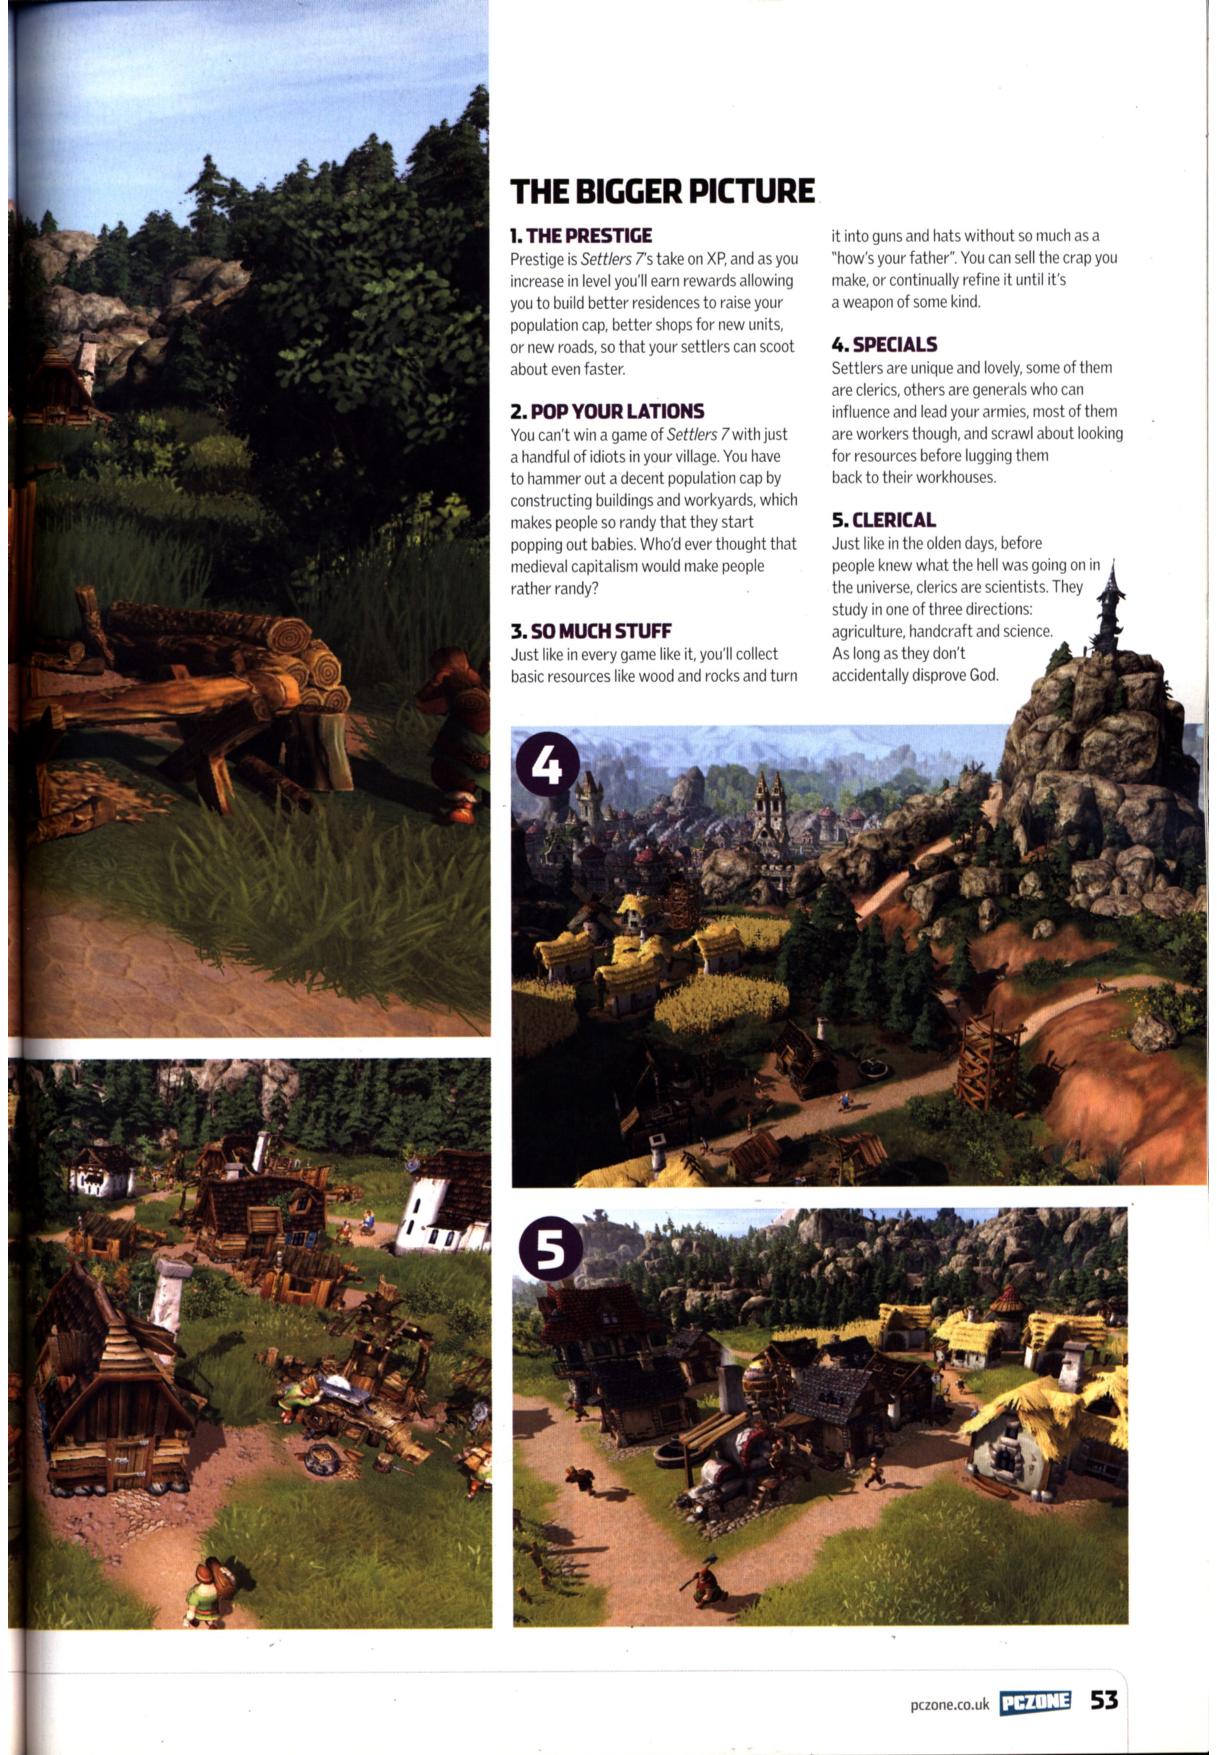 THE BIGGER PICTURE
1. THE PRESTIGE
Prestige is Settlers 7's take on XP, and as you
increase in level you'll earn rewards allowing
you to build better residences to raise your
population cap, better shops for new units,
or new roads, so that your settlers can scoot
about even faster.
2. POP YOUR LATIONS
You can't win a game of Settlers 7 with just
a handful of idiots in your village. You have
to hammer out a decent population cap by
constructing buildings and workyards, which
makes people so randy that they start
popping out babies. Who'd ever thought that
medieval capitalism would make people
rather randy?
3. SO MUCH STUFF
Just like in every game like it, you'll collect
basic resources like wood and rocks and turn
it into guns and hats without so much as a
"how's your father". You can sell the crap you
make, or continually refine it until it's
a weapon of some kind.
4. SPECIALS
Settlers are unique and lovely, some of them
are clerics, others are generals who can
influence and lead your armies, most of them
are workers though, and scrawl about looking
for resources before lugging them
back to their workhouses.
5. CLERICAL
Just like in the olden days, before
people knew what the hell was going on in
the universe, clerics are scientists. They
study in one of three directions:
agriculture, handcraft and science.
As long as they don't
accidentally disprove God.
4
5
pczone.co.uk PCZONE 53